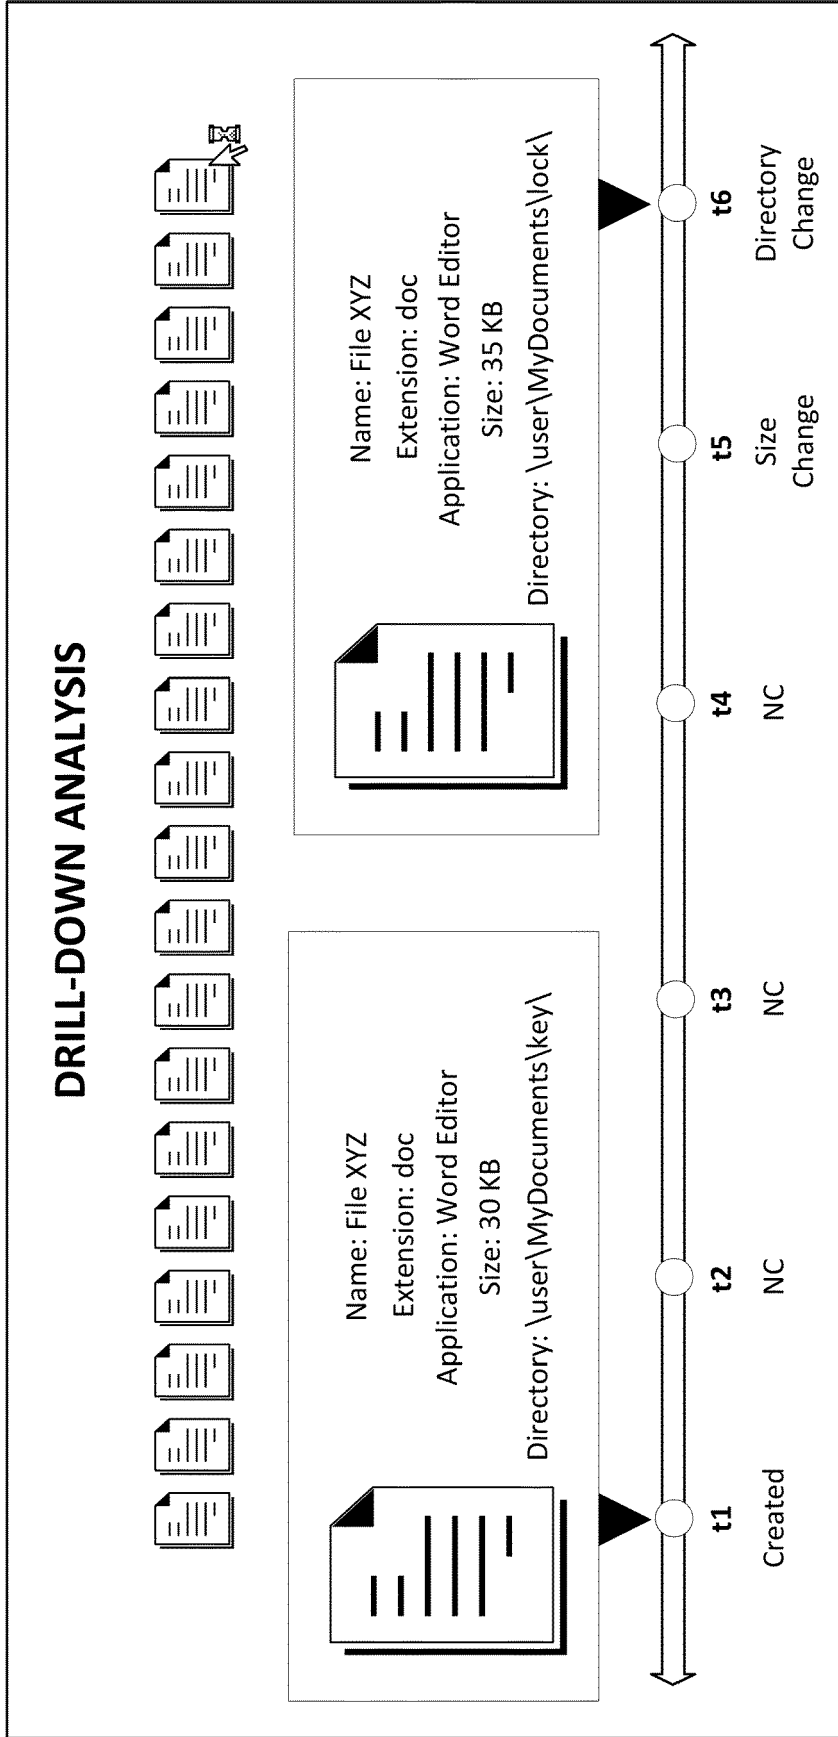 DRILL-DOWN ANALYSIS
Name: File XYZ
Extension: doc
Application: Word Editor
Size: 30 KB
Directory: \user\MyDocuments\key\
Name: File XYZ
Extension: doc
Application: Word Editor
Size: 35 KB
Directory: \user\MyDocuments\lock\
t1
Created
t2
NC
t3
NC
t4
NC
t5
Size
Change
t6
Directory
Change